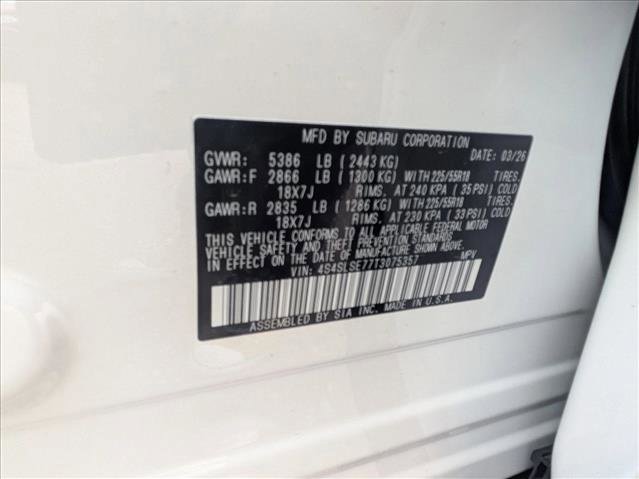 MFD BY SUBARU CORPORATION
GVWR: 5386 LB (2443 KG) DATE: 03/26
GAWR:F 2866 LB (1300 KG) WITH 225/55R18 TIRES.
18X7J RIMS. AT 240 KPA (35 PSI) COLD
GAWR:R 2835 LB (1286 KG) WITH 225/55R18 TIRES.
18X7J RIMS. AT 230 KPA (33 PSI) COLD
THIS VEHICLE CONFORMS TO ALL APPLICABLE FEDERAL MOTOR
VEHICLE SAFETY AND THEFT PREVENTION STANDARDS
IN EFFECT ON THE DATE OF MANUFACTURE SHOWN ABOVE.
VIN: 4S4SLSE77T3075357 MPV
ASSEMBLED BY SIA INC. MADE IN U.S.A.